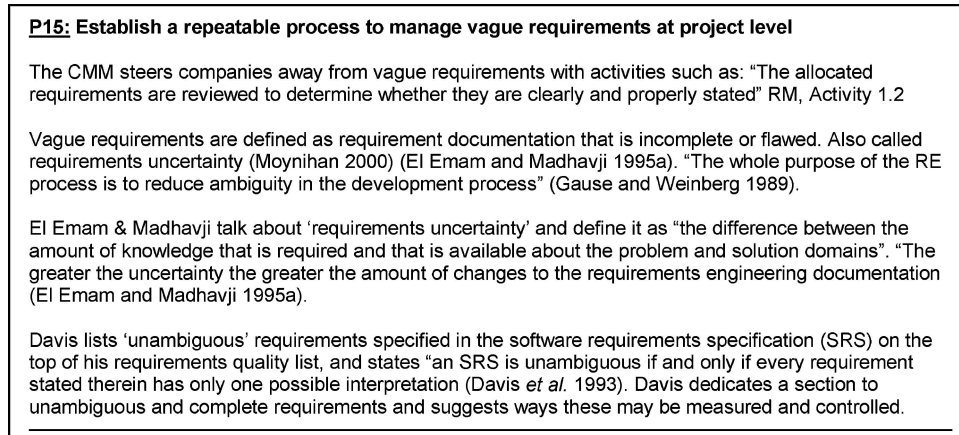 P15: Establish a repeatable process to manage vague requirements at project level
The CMM steers companies away from vague requirements with activities such as: “The allocated
requirements are reviewed to determine whether they are clearly and properly stated” RM, Activity 1.2
Vague requirements are defined as requirement documentation that is incomplete or flawed. Also called
requirements uncertainty (Moynihan 2000) (El Emam and Madhavji 1995a). “The whole purpose of the RE
process is to reduce ambiguity in the development process” (Gause and Weinberg 1989).
El Emam & Madhavji talk about ‘requirements uncertainty’ and define it as “the difference between the
amount of knowledge that is required and that is available about the problem and solution domains”. “The
greater the uncertainty the greater the amount of changes to the requirements engineering documentation
(El Emam and Madhavji 1995a).
Davis lists ‘unambiguous’ requirements specified in the software requirements specification (SRS) on the
top of his requirements quality list, and states “an SRS is unambiguous if and only if every requirement
stated therein has only one possible interpretation (Davis et al. 1993). Davis dedicates a section to
unambiguous and complete requirements and suggests ways these may be measured and controlled.